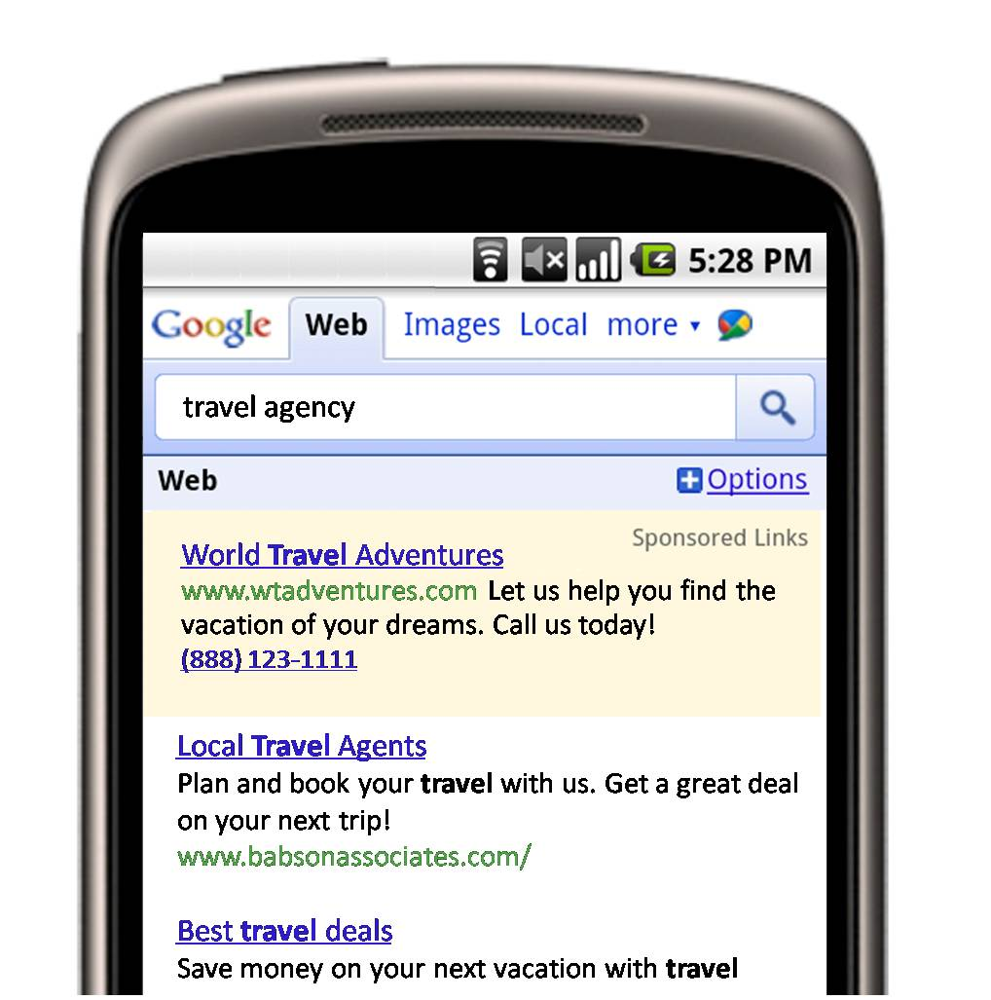 5:28 PM
Google Web Images Local more
travel agency
Web Options
Sponsored Links
World Travel Adventures
www.wtadventures.com Let us help you find the
vacation of your dreams. Call us today!
(888) 123-1111
Local Travel Agents
Plan and book your travel with us. Get a great deal
on your next trip!
www.babsonassociates.com/
Best travel deals
Save money on your next vacation with travel